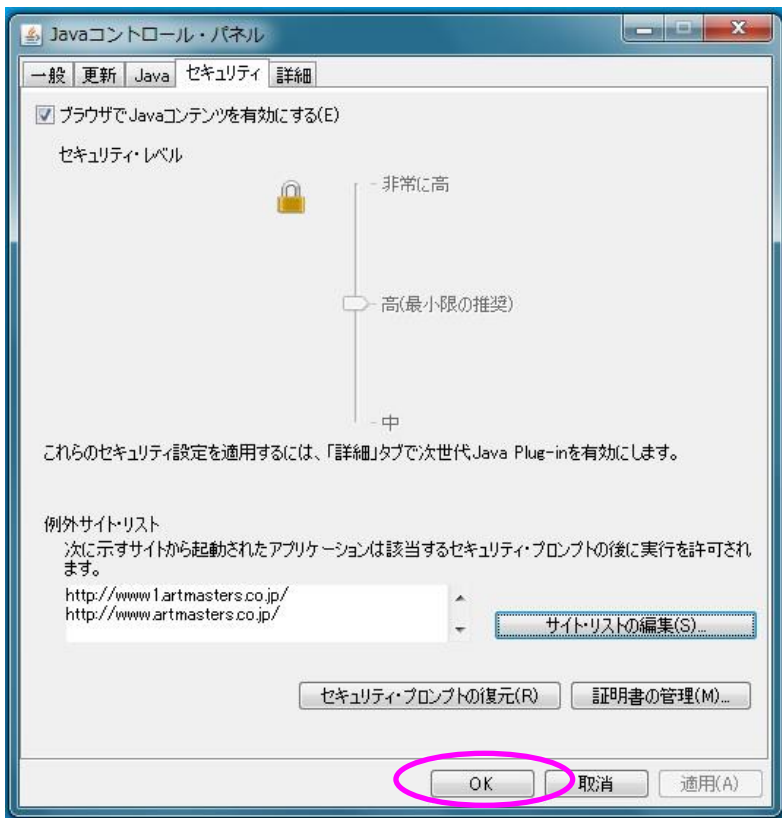 Javaコントロール・パネル
一般 更新 Java セキュリティ 詳細
ブラウザでJavaコンテンツを有効にする(E)
セキュリティ・レベル
- 非常に高
- 高(最小限の推奨)
- 中
これらのセキュリティ設定を適用するには、「詳細」タブで次世代Java Plug-inを有効にします。
例外サイト・リスト
次に示すサイトから起動されたアプリケーションは該当するセキュリティ・プロンプトの後に実行を許可され
ます。
http://www1.artmasters.co.jp/
http://www.artmasters.co.jp/
サイト・リストの編集(S)...
セキュリティ・プロンプトの復元(R) 証明書の管理(M)...
OK 取消 適用(A)